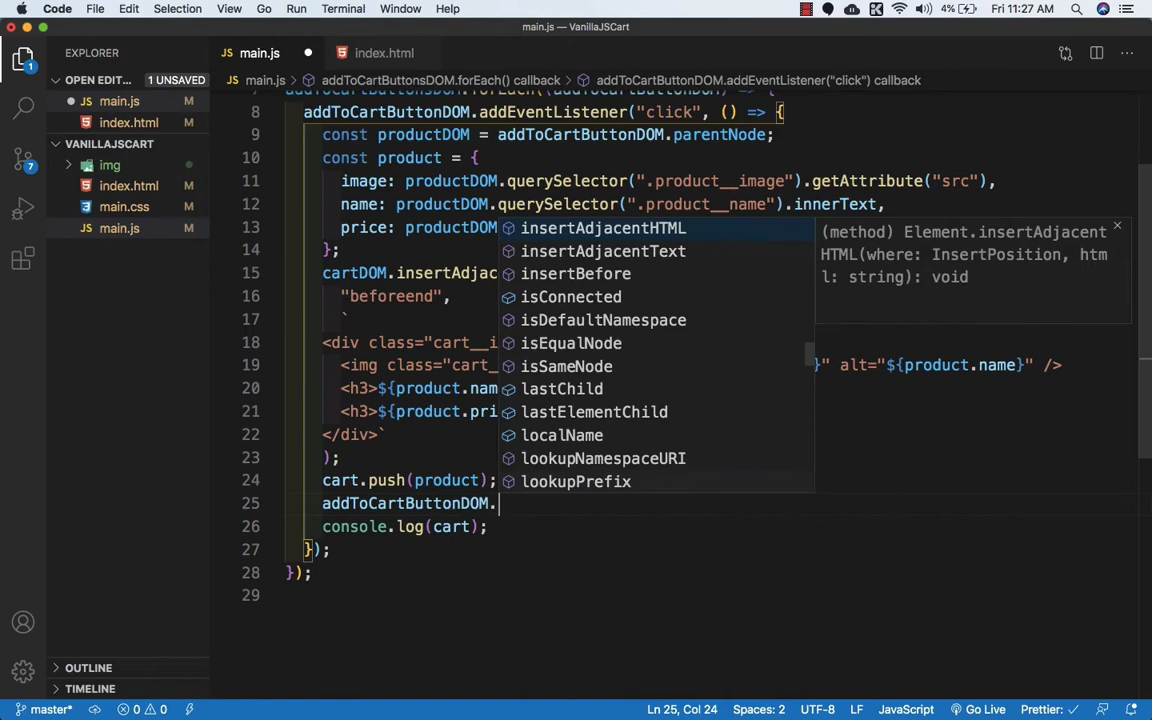 Code File Edit Selection View Go Run Terminal Window Help 4% Fri 11:27 AM
main.js — VanillaJSCart
EXPLORER
main.js
index.html
OPEN EDIT... 1 UNSAVED
main.js > addToCartButtonsDOM.forEach() callback > addToCartButtonDOM.addEventListener("click") callback
main.js M
index.html M
VANILLAJSCART
img
index.html M
main.css M
main.js M
8 addToCartButtonDOM.addEventListener("click", () => {
9 const productDOM = addToCartButtonDOM.parentNode;
10 const product = {
11 image: productDOM.querySelector(".product__image").getAttribute("src"),
12 name: productDOM.querySelector(".product__name").innerText,
13 price: productDOM
14 };
15 cartDOM.insertAdjac
16 "beforeend",
17 `
18 <div class="cart__i
19 <img class="cart_ }" alt="${product.name}" />
20 <h3>${product.nam
21 <h3>${product.pri
22 </div>`
23 );
24 cart.push(product);
25 addToCartButtonDOM.
26 console.log(cart);
27 });
28 });
29
insertAdjacentHTML
insertAdjacentText
insertBefore
isConnected
isDefaultNamespace
isEqualNode
isSameNode
lastChild
lastElementChild
localName
lookupNamespaceURI
lookupPrefix
(method) Element.insertAdjacent
HTML(where: InsertPosition, htm
l: string): void
1
7
OUTLINE
TIMELINE
master* 0 0 Ln 25, Col 24 Spaces: 2 UTF-8 LF JavaScript Go Live Prettier: ✓